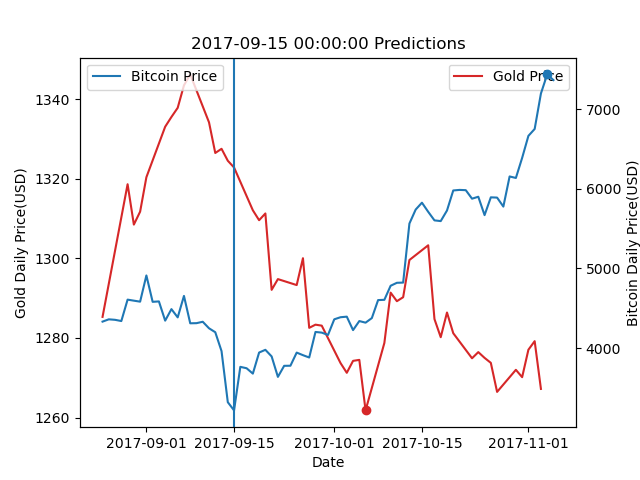 2017-09-15 00:00:00 Predictions
Bitcoin Price
Gold Price
1340
1320
1300
1280
1260
Gold Daily Price(USD)
7000
6000
5000
4000
Bitcoin Daily Price(USD)
2017-09-01
2017-09-15
2017-10-01
2017-10-15
2017-11-01
Date